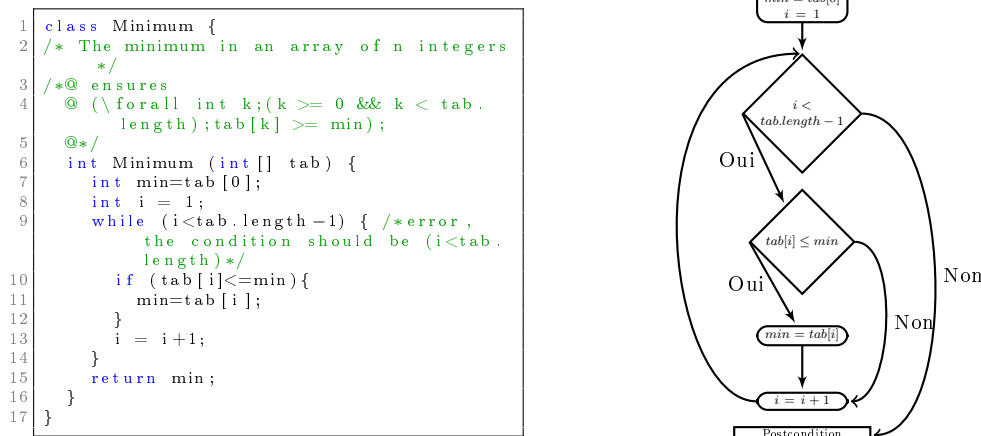 1 class Minimum {
2 /* The minimum in an array of n integers
*/
3 /*@ ensures
4 @ (\forall int k;(k >= 0 && k < tab.
length);tab[k] >= min);
5 @*/
6 int Minimum (int[] tab) {
7 int min=tab[0];
8 int i = 1;
9 while (i<tab.length-1) { /*error,
the condition should be (i<tab.
length)*/
10 if (tab[i]<=min){
11 min=tab[i];
12 }
13 i = i+1;
14 }
15 return min;
16 }
17 }
i = 1
i <
tab.length − 1
Oui
tab[i] ≤ min
Oui
Non
Non
min = tab[i]
i = i + 1
Postcondition